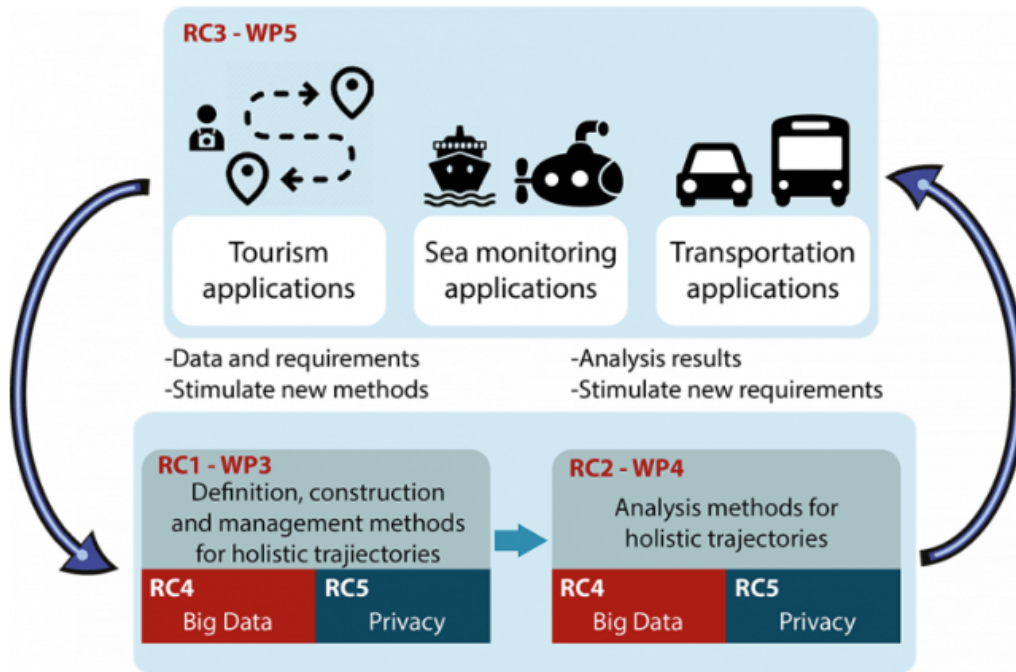 RC3 - WP5
Tourism
applications
Sea monitoring
applications
Transportation
applications
-Data and requirements
-Stimulate new methods
-Analysis results
-Stimulate new requirements
RC1 - WP3
Definition, construction
and management methods
for holistic trajiectories
RC4
Big Data
RC5
Privacy
RC2 - WP4
Analysis methods for
holistic trajectories
RC4
Big Data
RC5
Privacy